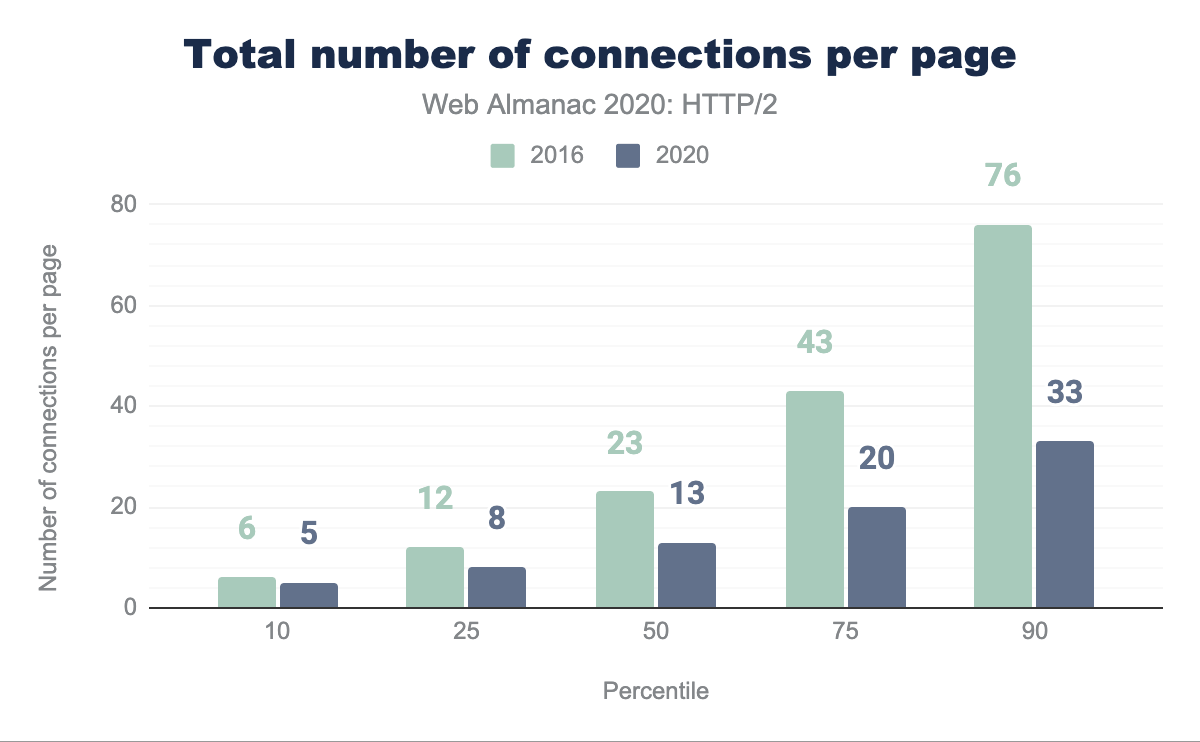 Total number of connections per page
Web Almanac 2020: HTTP/2
2016 2020
Number of connections per page
80
60
40
20
0
6 5 12 8 23 13 43 20 76 33
10 25 50 75 90
Percentile